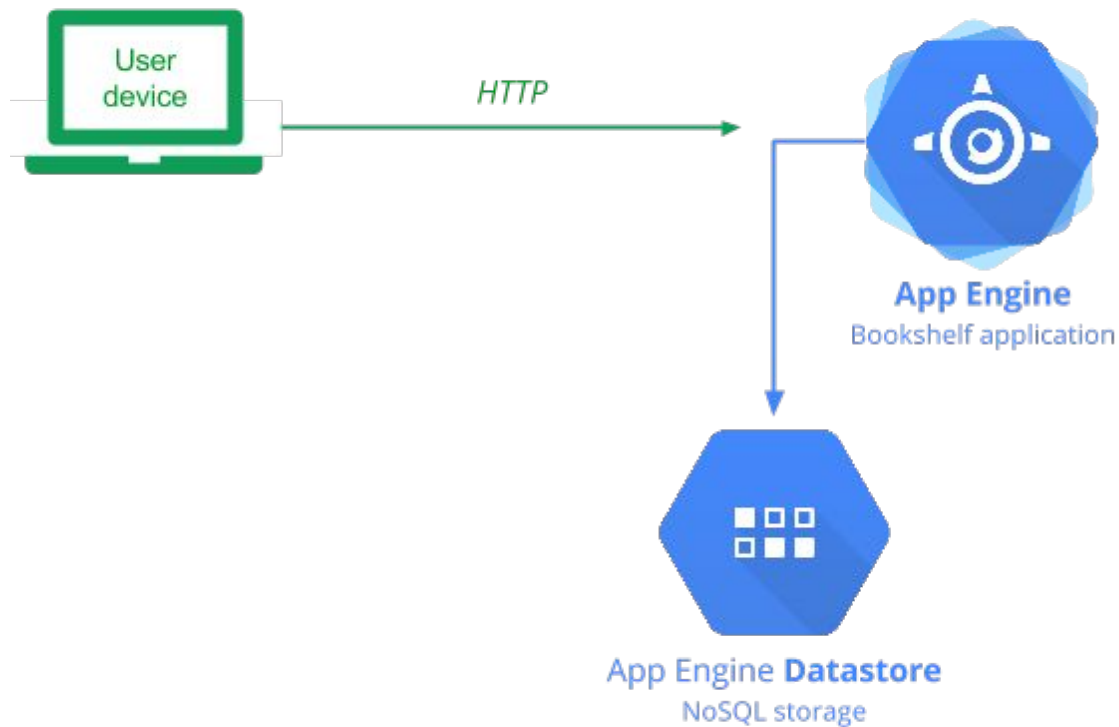 User
device
HTTP
App Engine
Bookshelf application
App Engine Datastore
NoSQL storage